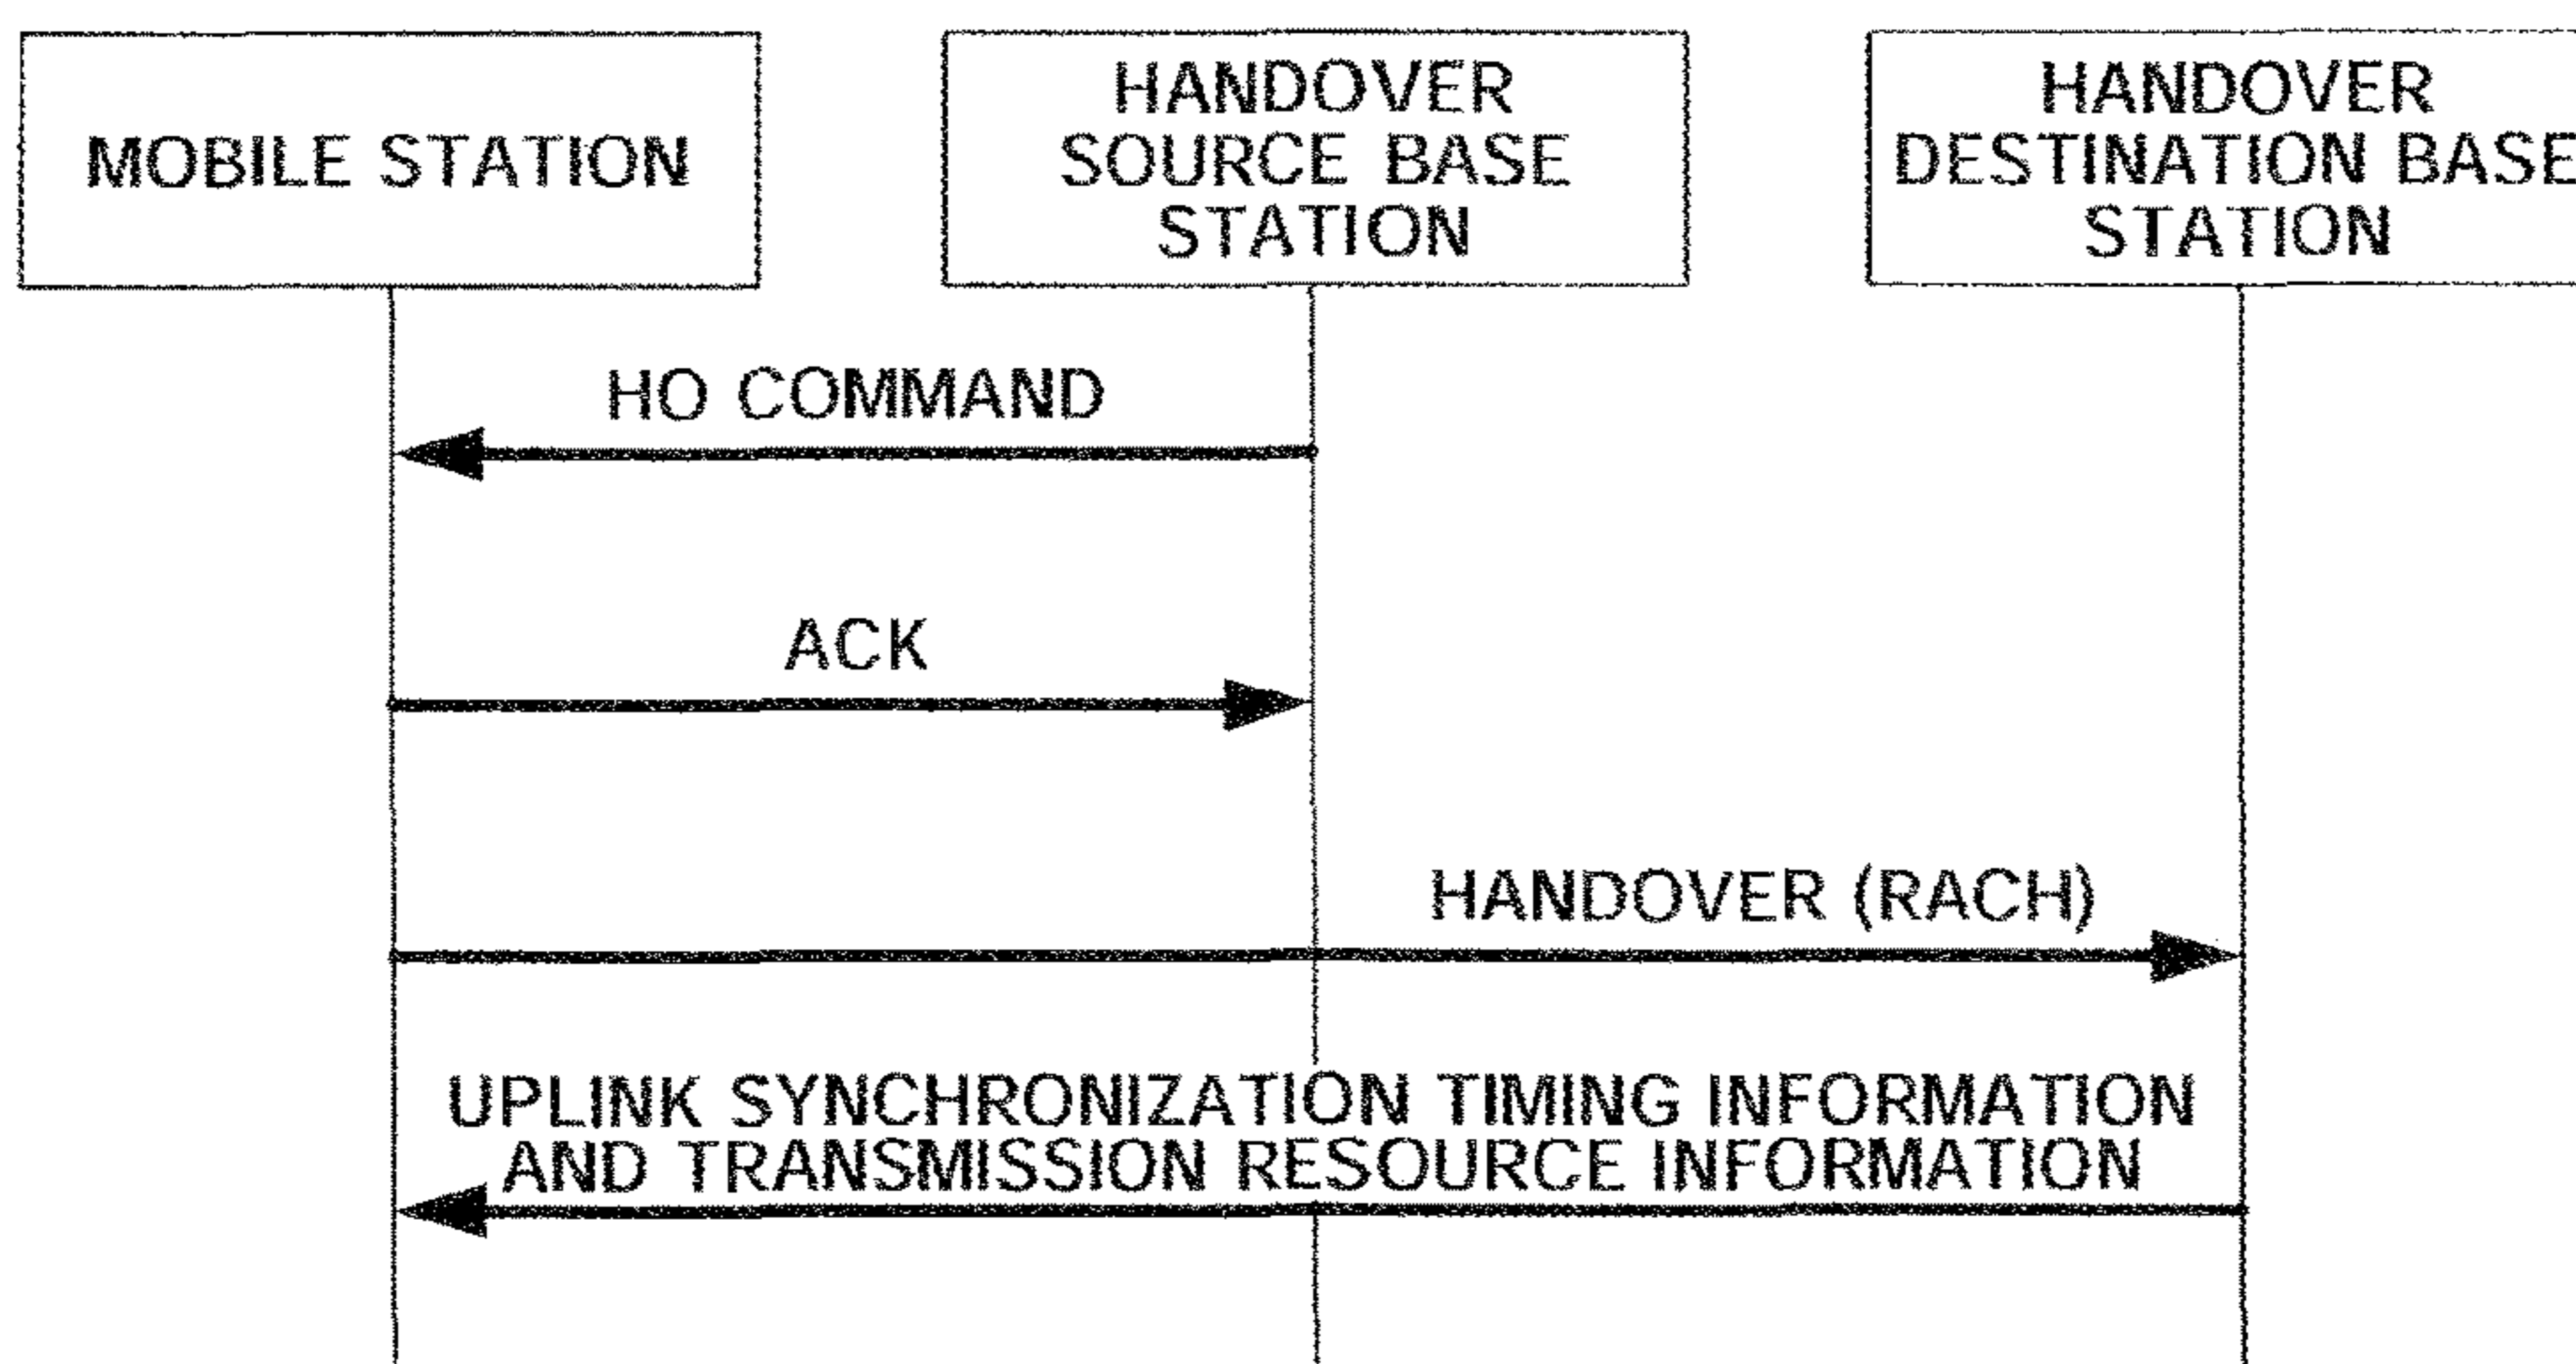 MOBILE STATION
HANDOVER
SOURCE BASE
STATION
HANDOVER
DESTINATION BASE
STATION
HO COMMAND
ACK
HANDOVER (RACH)
UPLINK SYNCHRONIZATION TIMING INFORMATION
AND TRANSMISSION RESOURCE INFORMATION